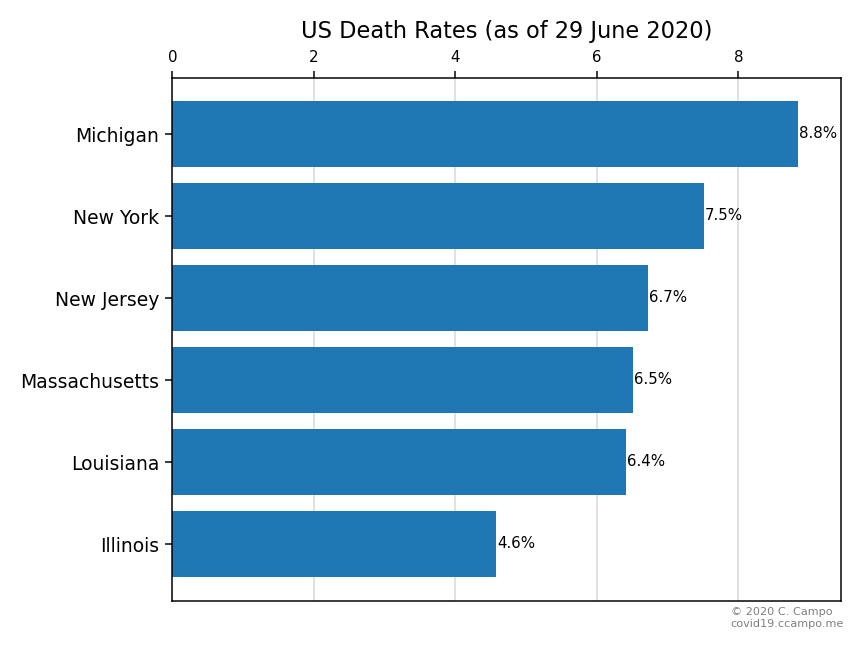 US Death Rates (as of 29 June 2020)
0 2 4 6 8
Michigan 8.8%
New York 7.5%
New Jersey 6.7%
Massachusetts 6.5%
Louisiana 6.4%
Illinois 4.6%
© 2020 C. Campo
covid19.ccampo.me